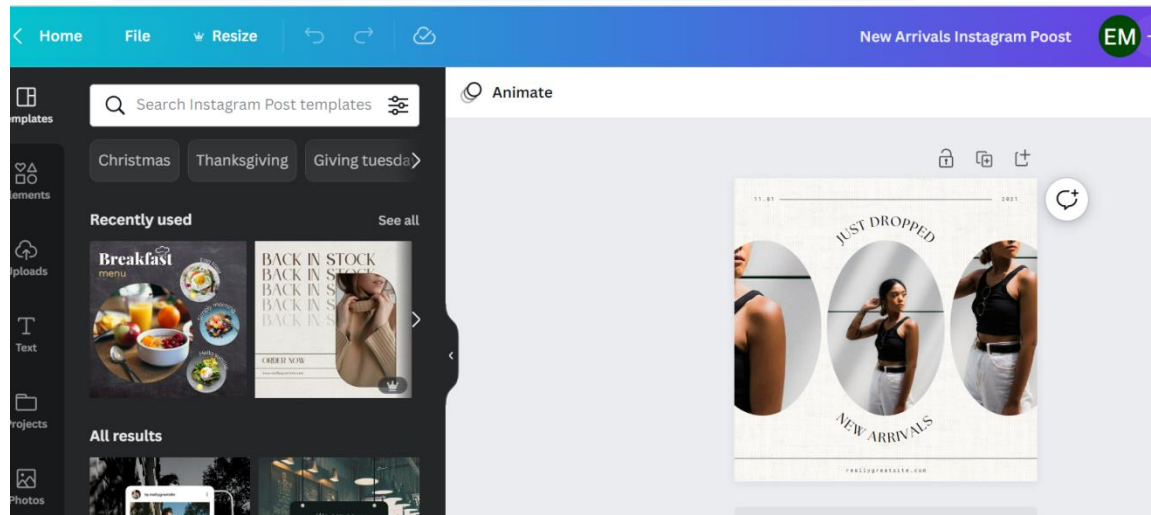 Home File Resize New Arrivals Instagram Poost EM
emplates
Search Instagram Post templates
Animate
Christmas Thanksgiving Giving tuesda
lements
Recently used See all
Uploads
Breakfast
menu
BACK IN STOCK
BACK IN STOCK
BACK IN S
BACK IN S
BACK IN S
ORDER NOW
Text
Projects
All results
Photos
11.01 2021
JUST DROPPED
NEW ARRIVALS
reallygreatsite.com